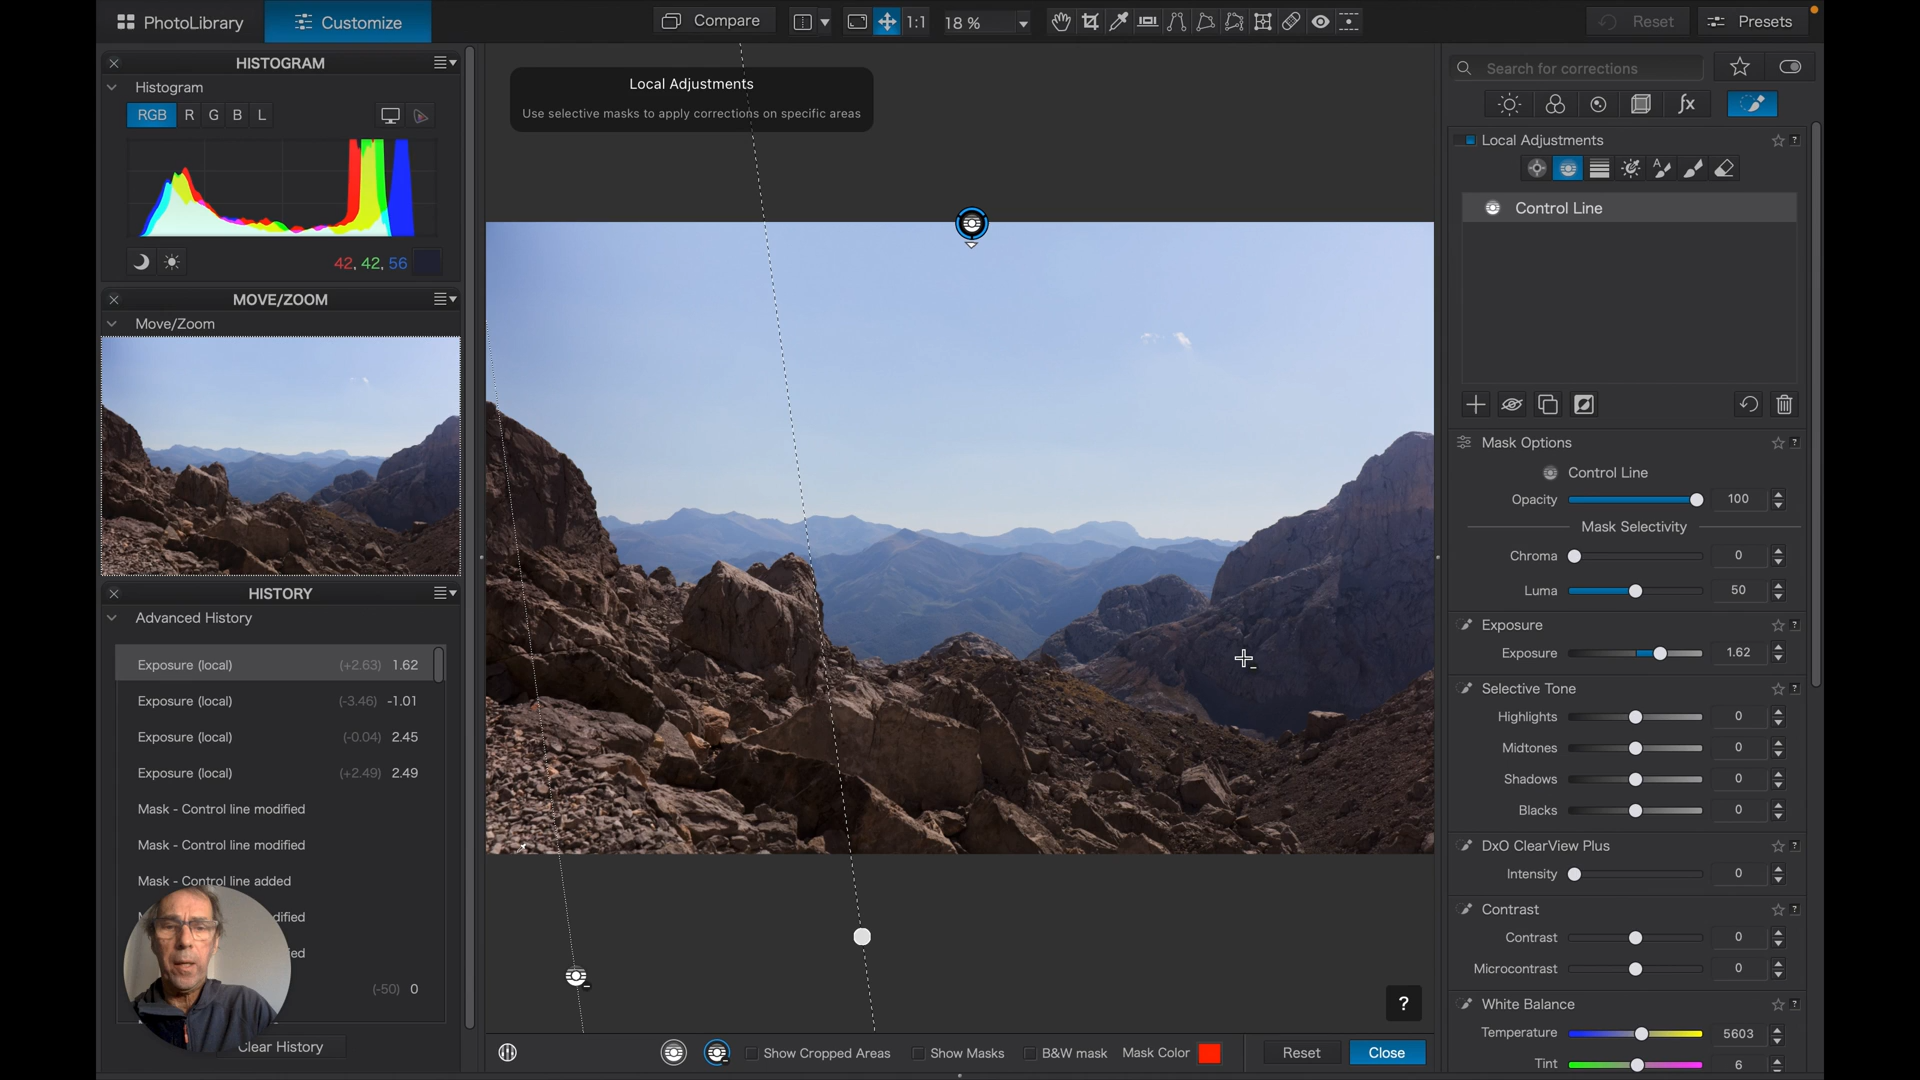 PhotoLibrary
Customize
Compare
1:1
18 %
Reset
Presets
HISTOGRAM
Histogram
RGB R G B L
42, 42, 56
MOVE/ZOOM
Move/Zoom
HISTORY
Advanced History
Exposure (local) (+2.63) 1.62
Exposure (local) (-3.46) -1.01
Exposure (local) (-0.04) 2.45
Exposure (local) (+2.49) 2.49
Mask - Control line modified
Mask - Control line modified
Mask - Control line added
dified
dified
(-50) 0
Clear History
Local Adjustments
Use selective masks to apply corrections on specific areas
?
Show Cropped Areas
Show Masks
B&W mask
Mask Color
Reset
Close
Search for corrections
fx
Local Adjustments ?
Control Line
Mask Options ?
Control Line
Opacity 100
Mask Selectivity
Chroma 0
Luma 50
Exposure ?
Exposure 1.62
Selective Tone ?
Highlights 0
Midtones 0
Shadows 0
Blacks 0
DxO ClearView Plus ?
Intensity 0
Contrast ?
Contrast 0
Microcontrast 0
White Balance ?
Temperature 5603
Tint 6